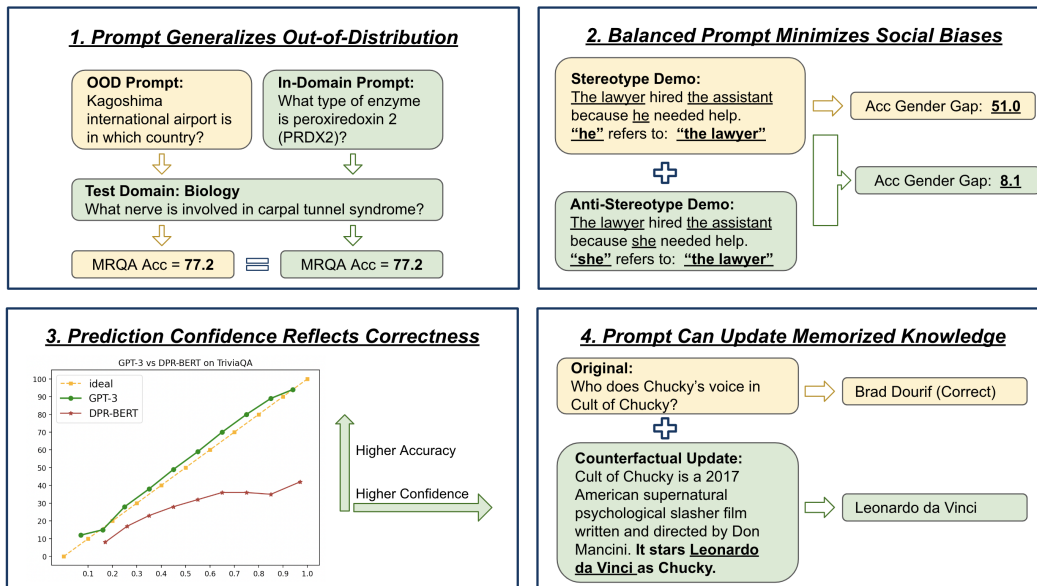 1. Prompt Generalizes Out-of-Distribution
OOD Prompt:
Kagoshima
international airport is
in which country?
In-Domain Prompt:
What type of enzyme
is peroxiredoxin 2
(PRDX2)?
Test Domain: Biology
What nerve is involved in carpal tunnel syndrome?
MRQA Acc = 77.2
MRQA Acc = 77.2
2. Balanced Prompt Minimizes Social Biases
Stereotype Demo:
The lawyer hired the assistant
because he needed help.
“he” refers to: “the lawyer”
Acc Gender Gap: 51.0
Acc Gender Gap: 8.1
Anti-Stereotype Demo:
The lawyer hired the assistant
because she needed help.
“she” refers to: “the lawyer”
3. Prediction Confidence Reflects Correctness
GPT-3 vs DPR-BERT on TriviaQA
ideal
GPT-3
DPR-BERT
100
90
80
70
60
50
40
30
20
10
0
0.1 0.2 0.3 0.4 0.5 0.6 0.7 0.8 0.9 1.0
Higher Accuracy
Higher Confidence
4. Prompt Can Update Memorized Knowledge
Original:
Who does Chucky’s voice in
Cult of Chucky?
Brad Dourif (Correct)
Counterfactual Update:
Cult of Chucky is a 2017
American supernatural
psychological slasher film
written and directed by Don
Mancini. It stars Leonardo
da Vinci as Chucky.
Leonardo da Vinci